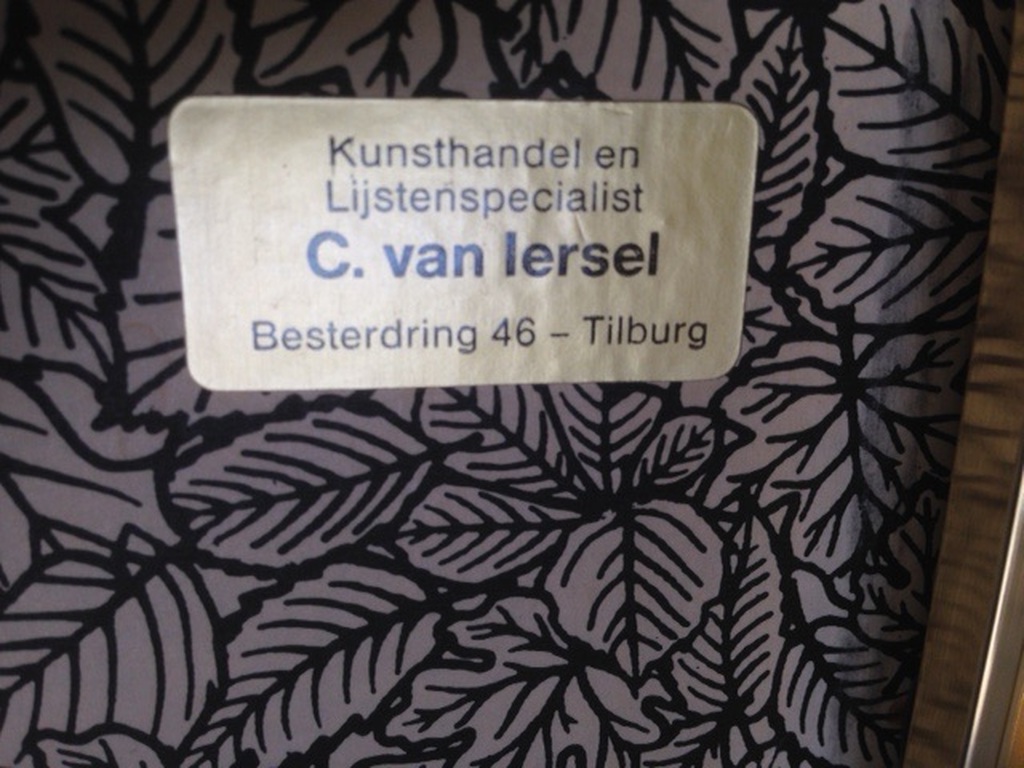 Kunsthandel en
Lijstenspecialist
C. van Iersel
Besterdring 46 – Tilburg